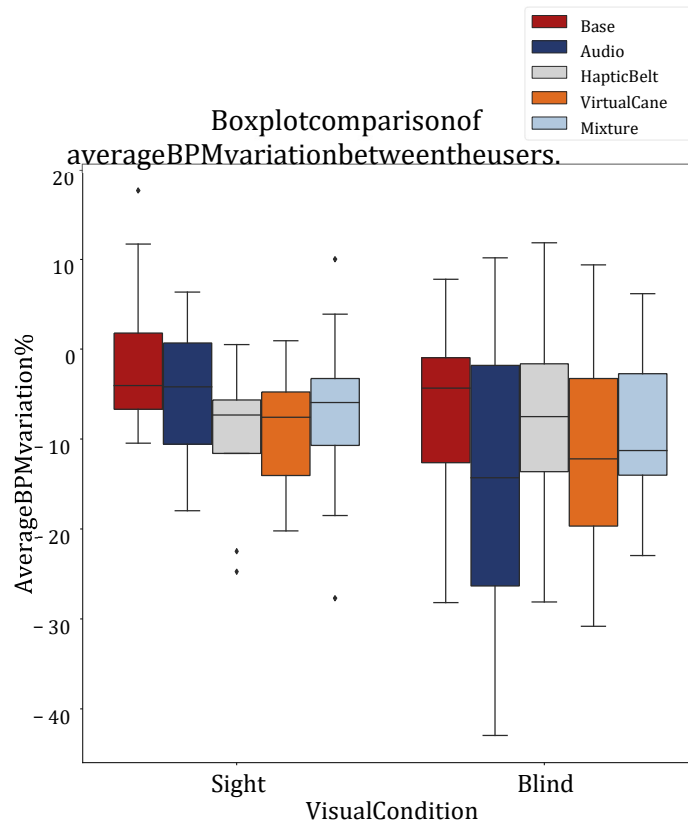 Base
Audio
HapticBelt
VirtualCane
Mixture
Boxplotcomparisonof
averageBPMvariationbetweentheusers.
20
10
0
−10
−20
−30
−40
AverageBPMvariation%
Sight
Blind
VisualCondition